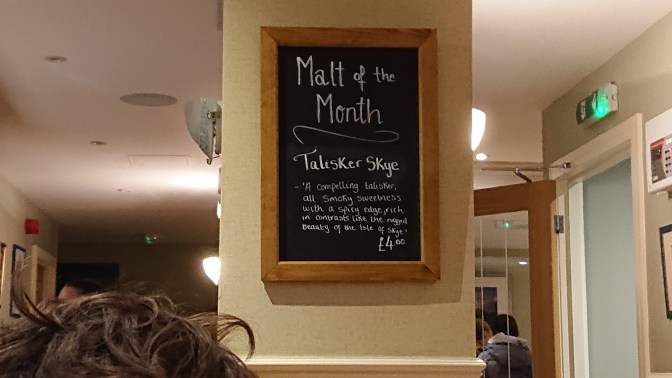 Malt of the
Month
Talisker Skye
- 'A compelling talisker,
all smoky sweetness
with a spicy edge, rich
in contrasts like the rugged
beauty of the Isle of Skye.'
£4.00